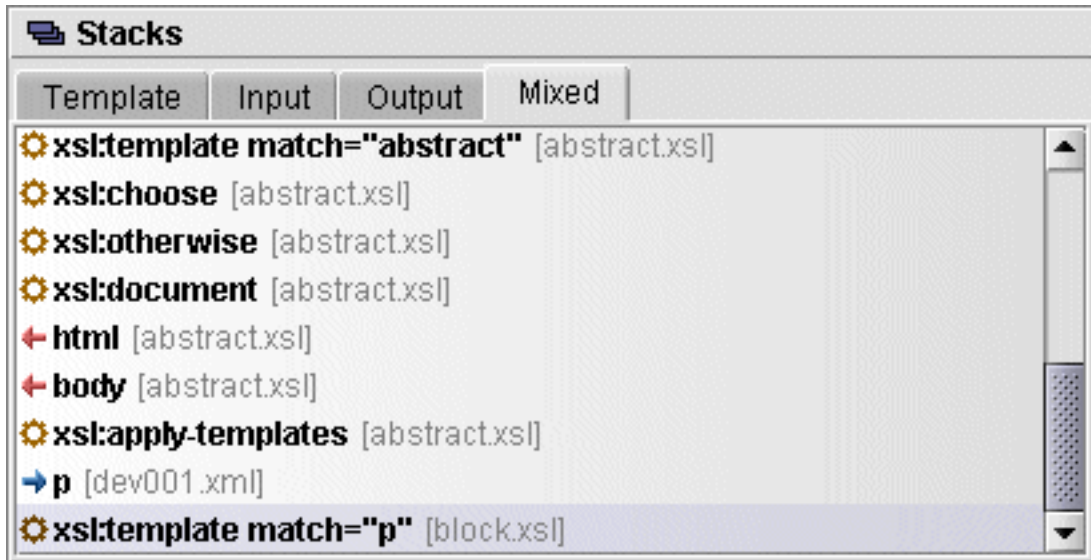 Stacks
Template Input Output Mixed
xsl:template match="abstract" [abstract.xsl]
xsl:choose [abstract.xsl]
xsl:otherwise [abstract.xsl]
xsl:document [abstract.xsl]
html [abstract.xsl]
body [abstract.xsl]
xsl:apply-templates [abstract.xsl]
p [dev001.xml]
xsl:template match="p" [block.xsl]